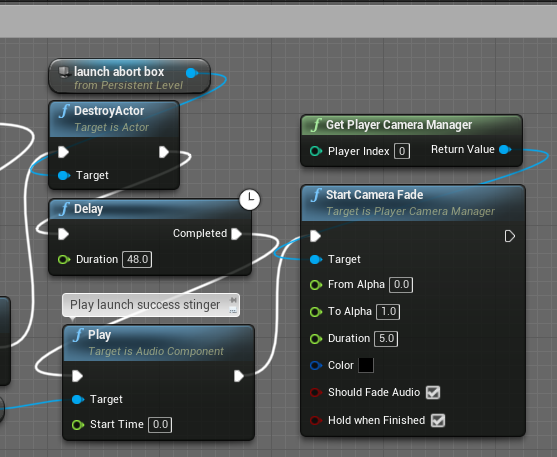 launch abort box
from Persistent Level
f DestroyActor
Target is Actor
Target
Delay
Completed
Duration 48.0
Play launch success stinger
f Play
Target is Audio Component
Target
Start Time 0.0
f Get Player Camera Manager
Player Index 0 Return Value
f Start Camera Fade
Target is Player Camera Manager
Target
From Alpha 0.0
To Alpha 1.0
Duration 5.0
Color
Should Fade Audio
Hold when Finished